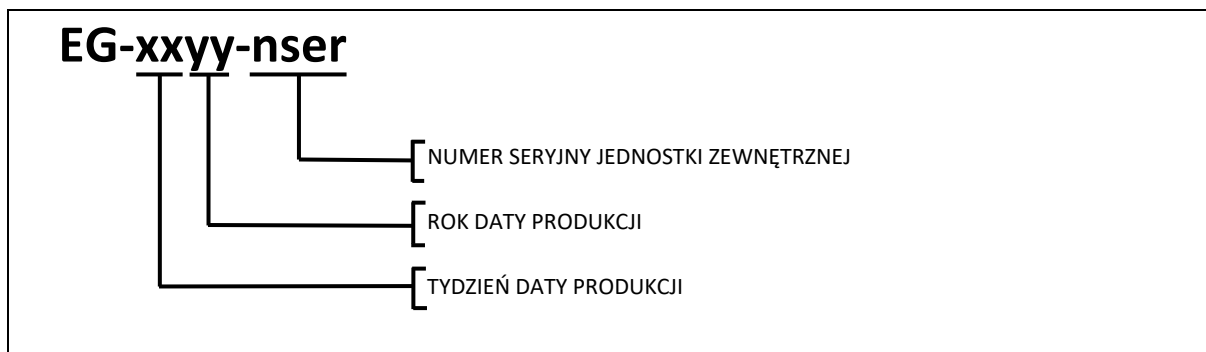 EG-xxyy-nser
NUMER SERYJNY JEDNOSTKI ZEWNĘTRZNEJ
ROK DATY PRODUKCJI
TYDZIEŃ DATY PRODUKCJI